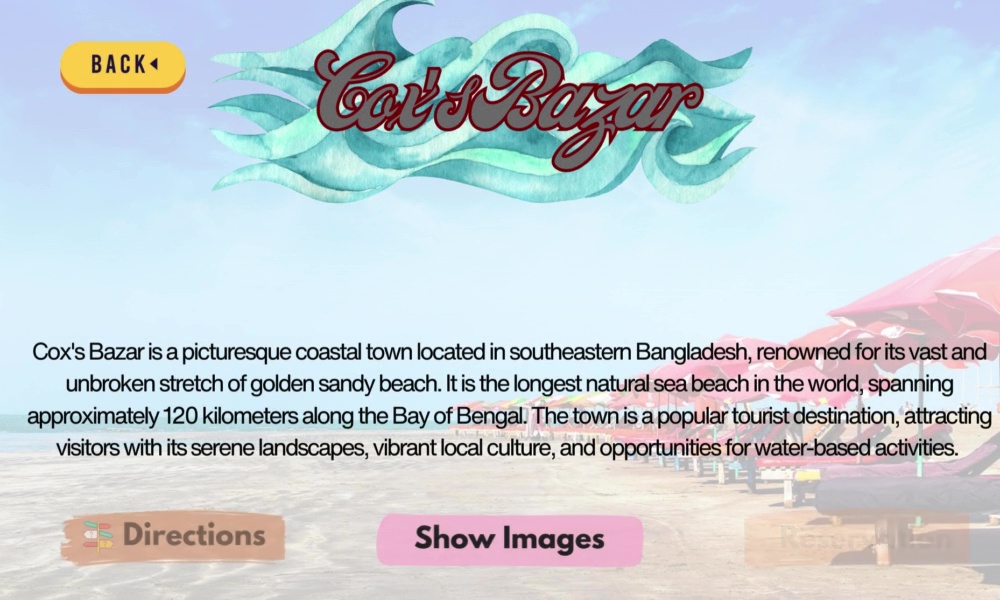 BACK
Cox's Bazar
Cox's Bazar is a picturesque coastal town located in southeastern Bangladesh, renowned for its vast and
unbroken stretch of golden sandy beach. It is the longest natural sea beach in the world, spanning
approximately 120 kilometers along the Bay of Bengal. The town is a popular tourist destination, attracting
visitors with its serene landscapes, vibrant local culture, and opportunities for water-based activities.
Directions
Show Images